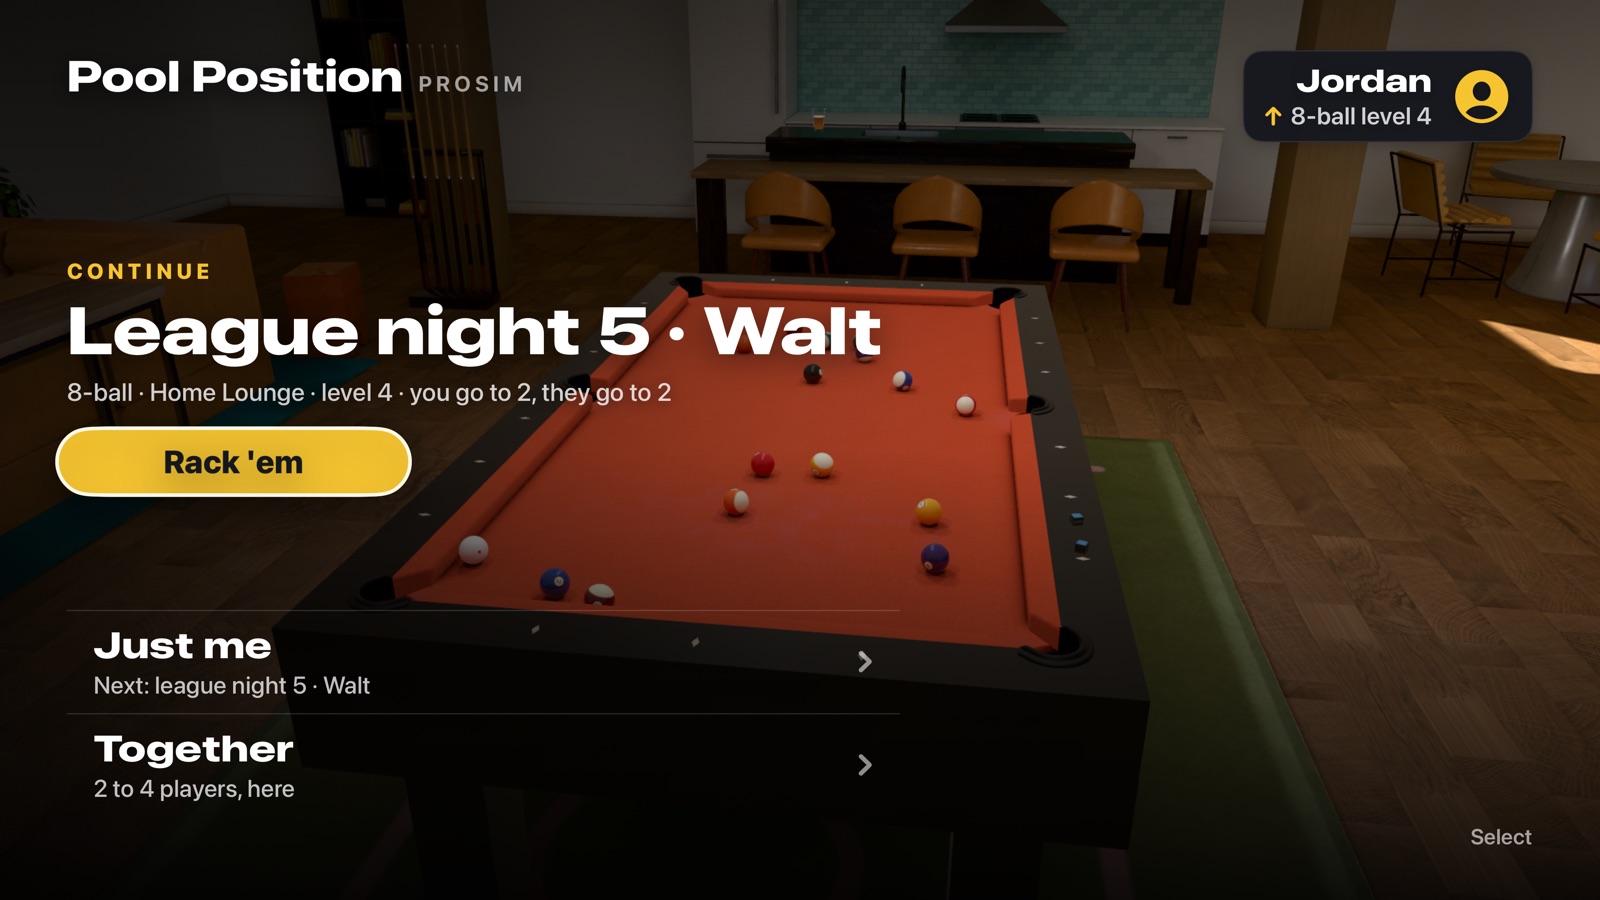 Pool Position PROSIM
Jordan
↑ 8-ball level 4
CONTINUE
League night 5 · Walt
8-ball · Home Lounge · level 4 · you go to 2, they go to 2
Rack 'em
Just me
Next: league night 5 · Walt
Together
2 to 4 players, here
Select